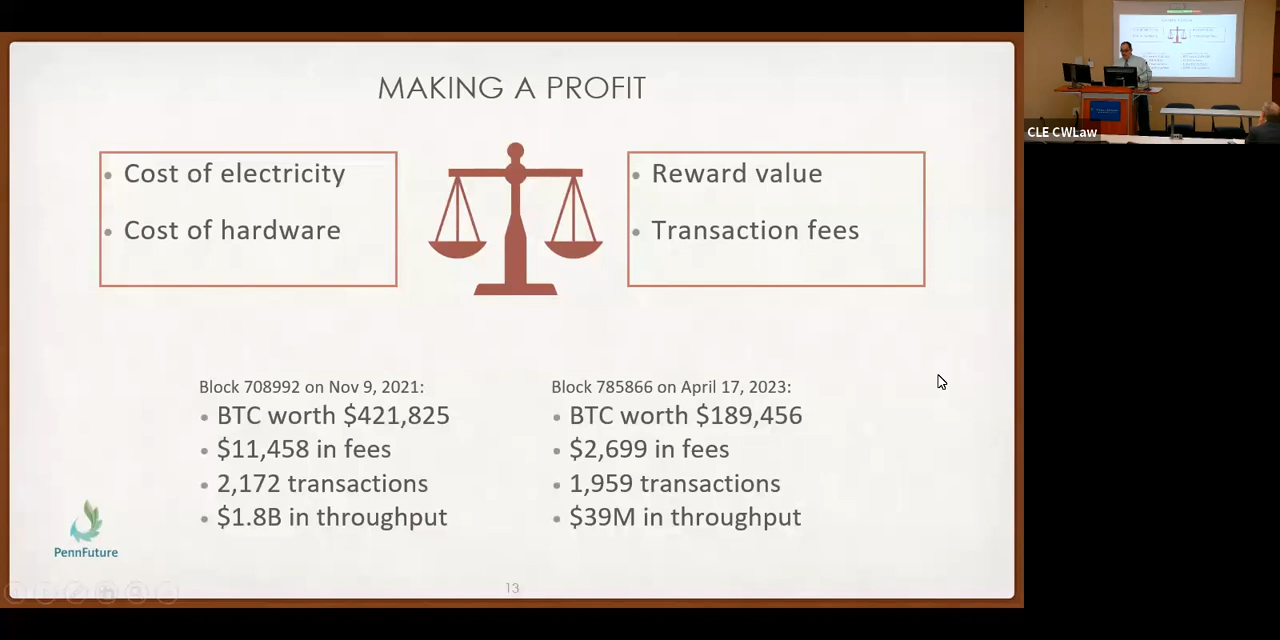 MAKING A PROFIT
• Cost of electricity
• Cost of hardware
• Reward value
• Transaction fees
Block 708992 on Nov 9, 2021:
• BTC worth $421,825
• $11,458 in fees
• 2,172 transactions
• $1.8B in throughput
Block 785866 on April 17, 2023:
• BTC worth $189,456
• $2,699 in fees
• 1,959 transactions
• $39M in throughput
PennFuture
13
CLE CWLaw